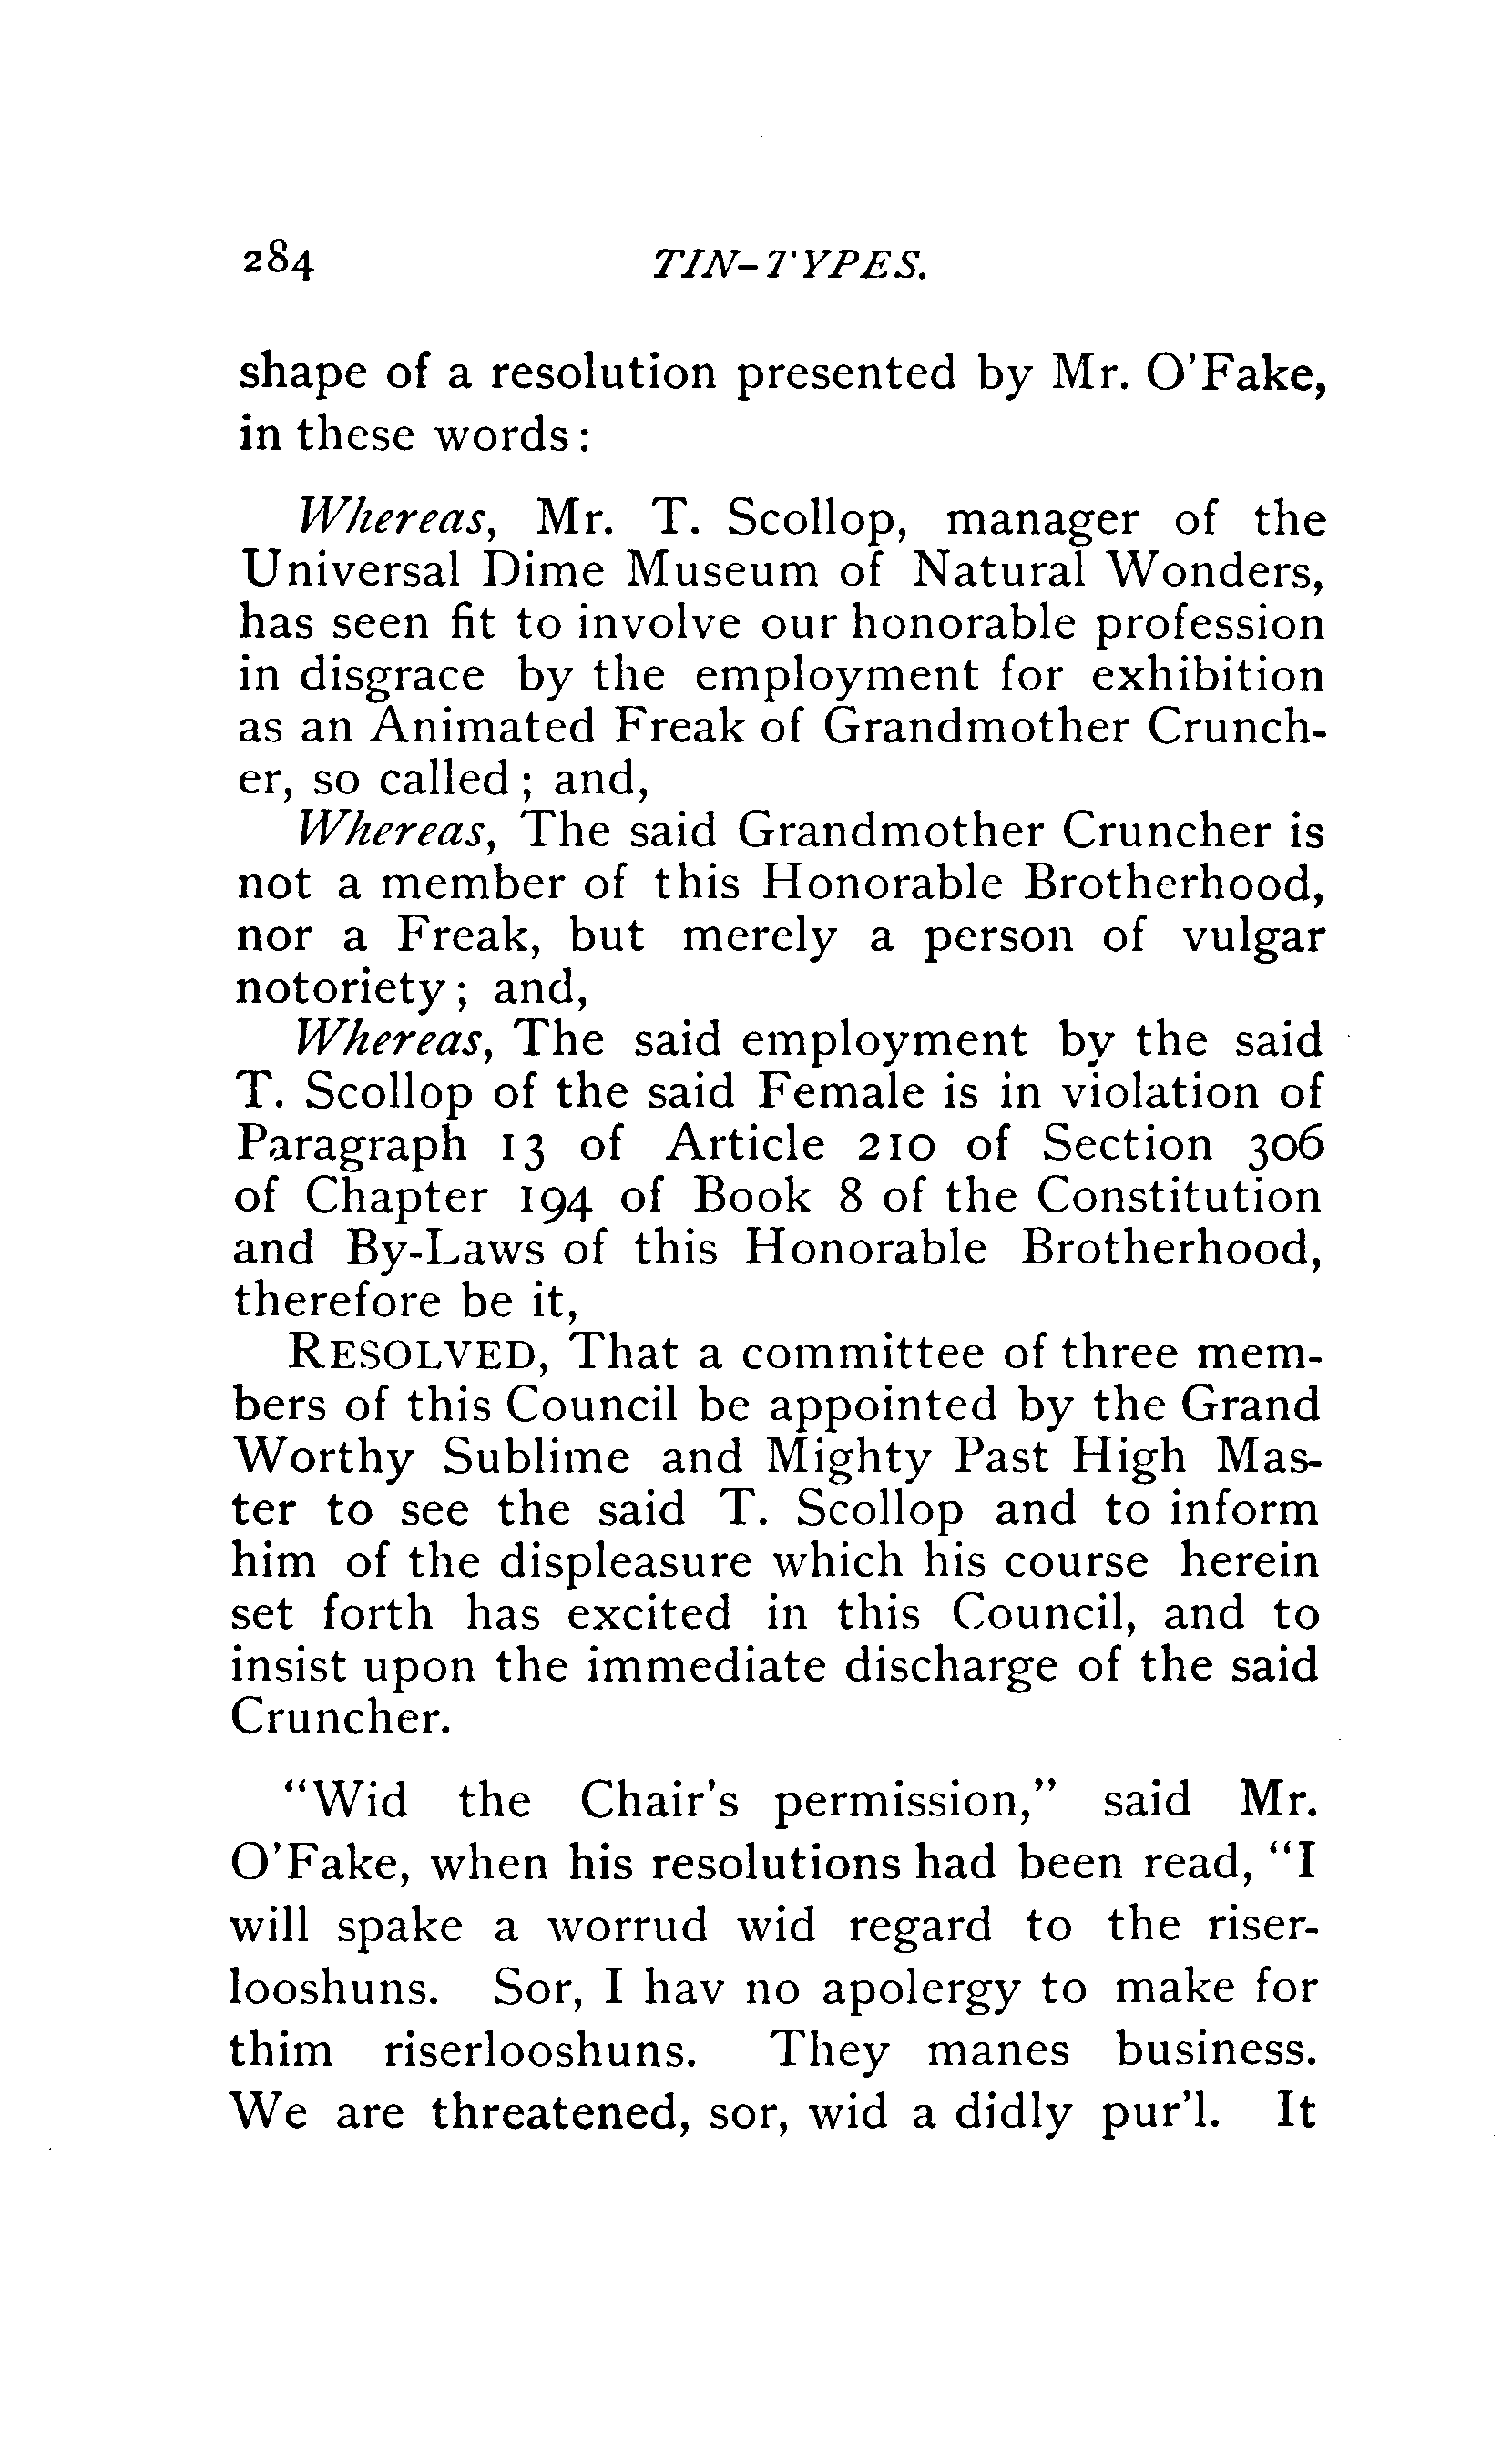 284 TIN-TYPES.
shape of a resolution presented by Mr. O'Fake,
in these words:
Whereas, Mr. T. Scollop, manager of the
Universal Dime Museum of Natural Wonders,
has seen fit to involve our honorable profession
in disgrace by the employment for exhibition
as an Animated Freak of Grandmother Crunch-
er, so called; and,
Whereas, The said Grandmother Cruncher is
not a member of this Honorable Brotherhood,
nor a Freak, but merely a person of vulgar
notoriety; and,
Whereas, The said employment by the said
T. Scollop of the said Female is in violation of
Paragraph 13 of Article 210 of Section 306
of Chapter 194 of Book 8 of the Constitution
and By-Laws of this Honorable Brotherhood,
therefore be it,
RESOLVED, That a committee of three mem-
bers of this Council be appointed by the Grand
Worthy Sublime and Mighty Past High Mas-
ter to see the said T. Scollop and to inform
him of the displeasure which his course herein
set forth has excited in this Council, and to
insist upon the immediate discharge of the said
Cruncher.
"Wid the Chair's permission," said Mr.
O'Fake, when his resolutions had been read, "I
will spake a worrud wid regard to the riser-
looshuns. Sor, I hav no apolergy to make for
thim riserlooshuns. They manes business.
We are threatened, sor, wid a didly pur'l. It